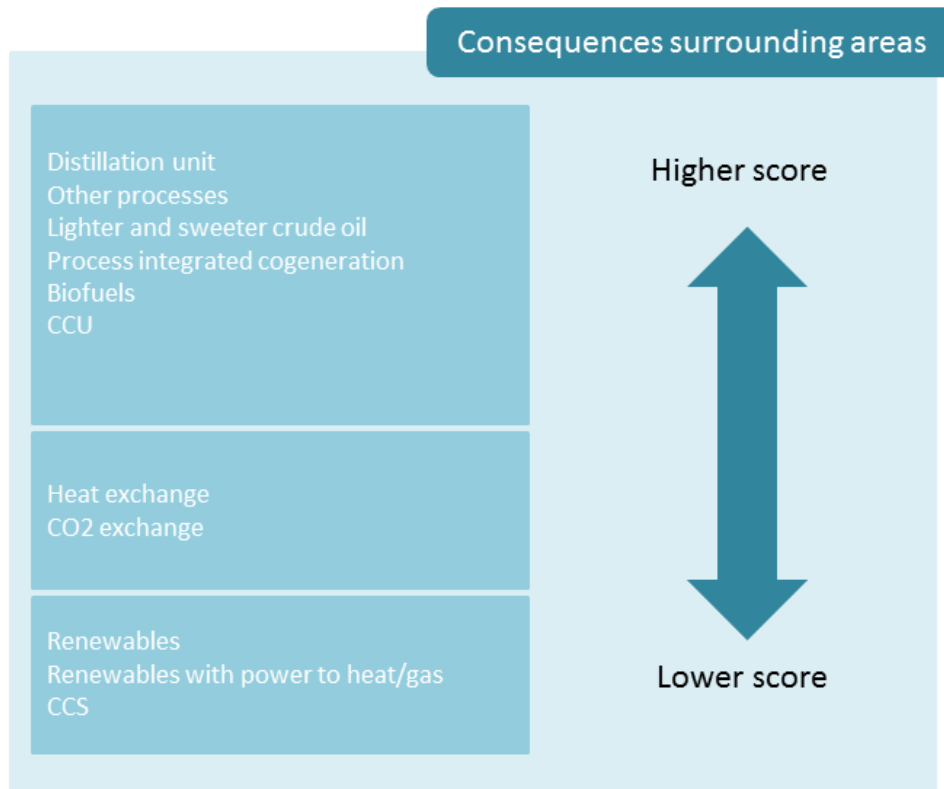 Consequences surrounding areas
Distillation unit
Other processes
Lighter and sweeter crude oil
Process integrated cogeneration
Biofuels
CCU
Higher score
Heat exchange
CO2 exchange
Renewables
Renewables with power to heat/gas
CCS
Lower score